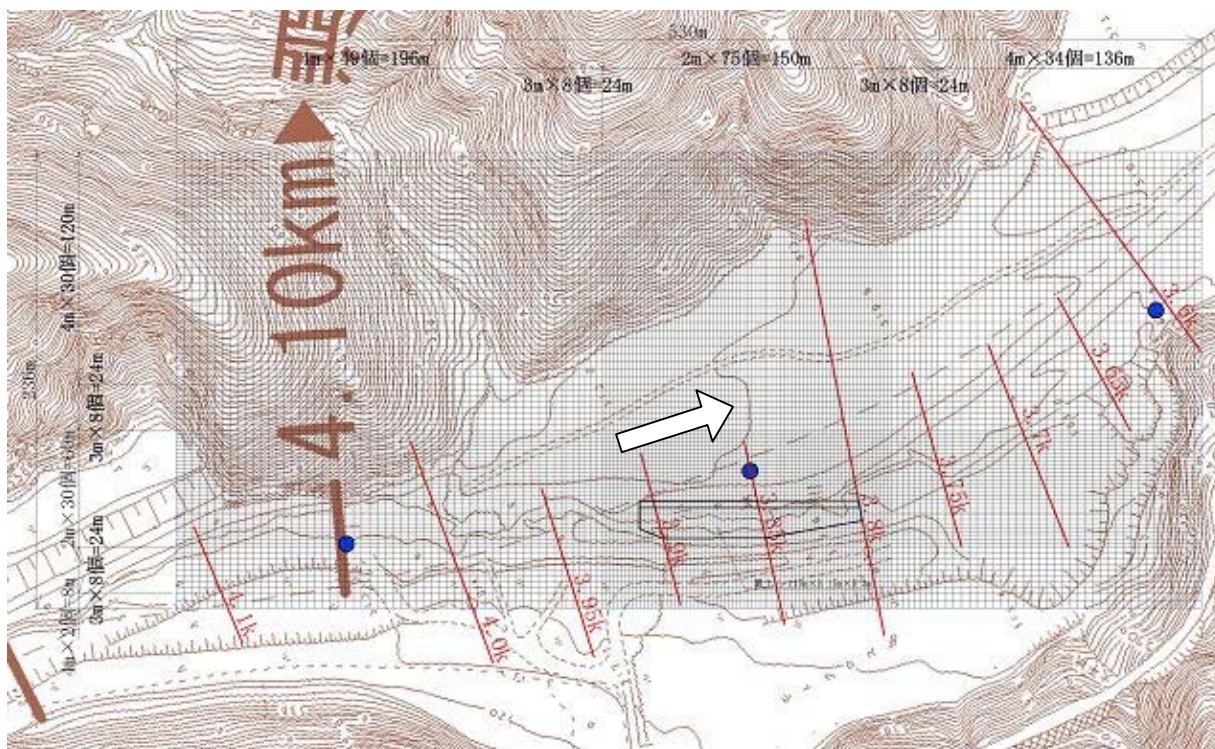 530m
4m×49個=196m
2m×75個=150m
4m×34個=136m
3m×8個=24m
3m×8個=24m
4.10km
236m
4m×30個=120m
3m×8個=24m
2m×30個=60m
3m×8個=24m
4m×2個=8m
3.6k
3.65k
3.7k
3.75k
3.8k
3.85k
3.9k
3.95k
4.0k
4.1k